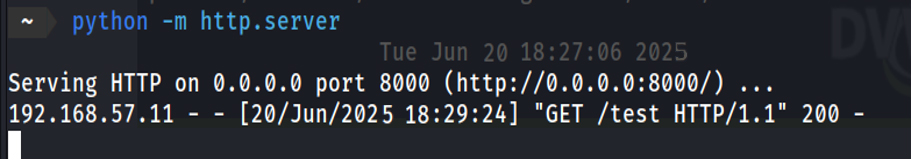 ~ python -m http.server
Tue Jun 20 18:27:06 2025
Serving HTTP on 0.0.0.0 port 8000 (http://0.0.0.0:8000/) ...
192.168.57.11 - - [20/Jun/2025 18:29:24] "GET /test HTTP/1.1" 200 -